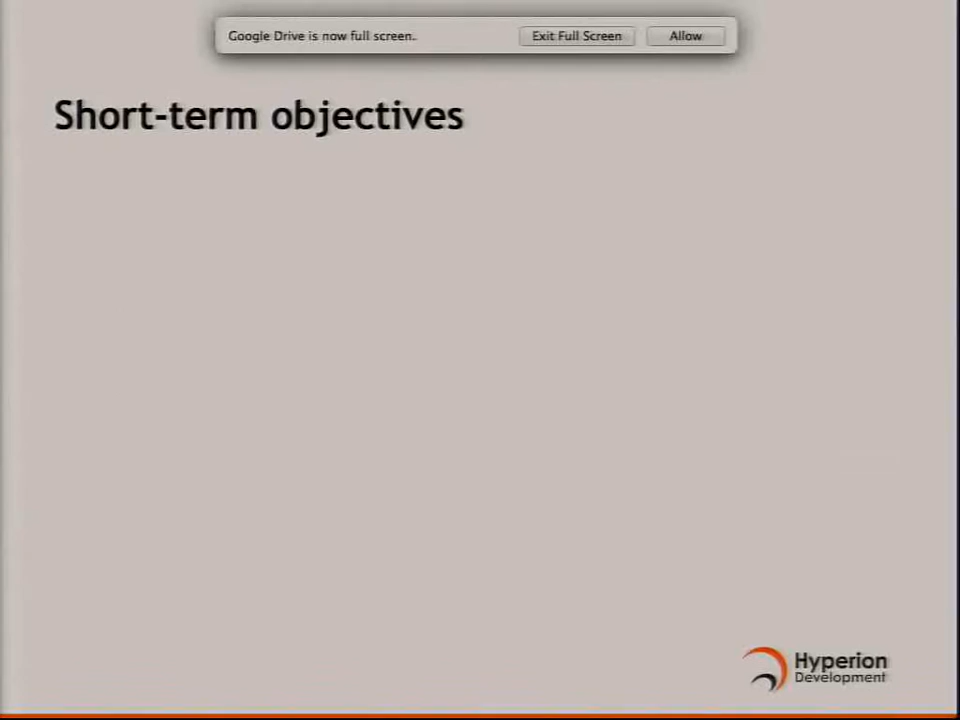 Google Drive is now full screen.
Exit Full Screen
Allow
Short-term objectives
Hyperion
Development